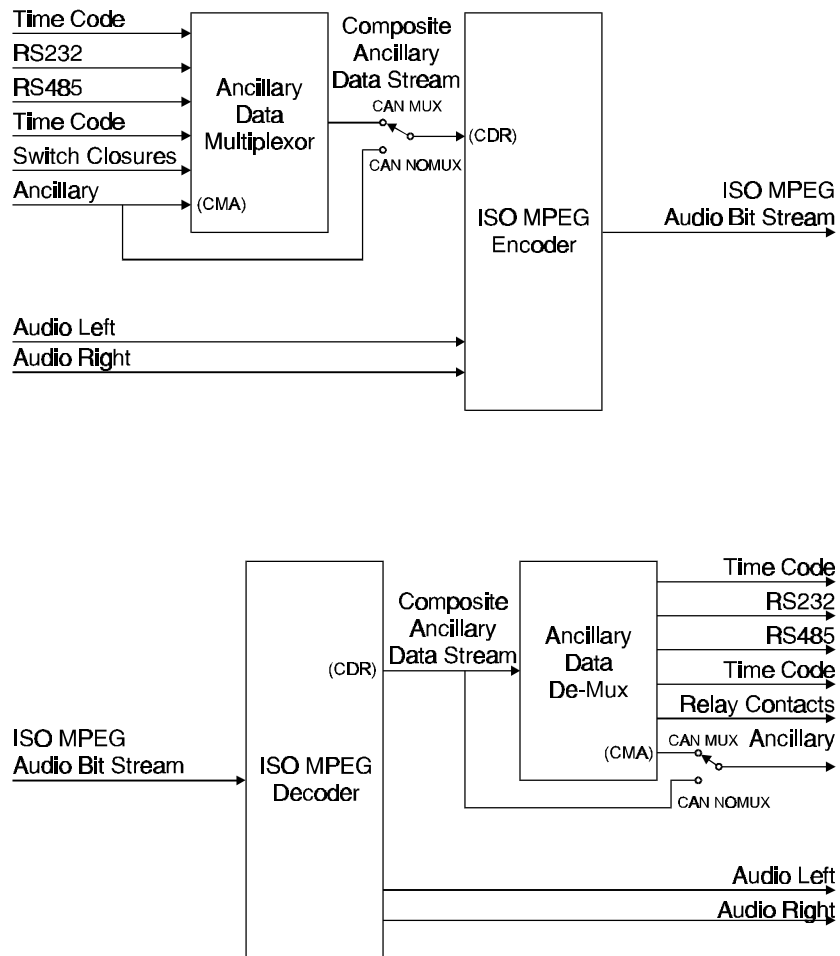 Time Code
RS232
RS485
Time Code
Switch Closures
Ancillary
Ancillary
Data
Multiplexor
(CMA)
Composite
Ancillary
Data Stream
CAN MUX
CAN NOMUX
(CDR)
ISO MPEG
Encoder
ISO MPEG
Audio Bit Stream
Audio Left
Audio Right
ISO MPEG
Audio Bit Stream
ISO MPEG
Decoder
(CDR)
Composite
Ancillary
Data Stream
Ancillary
Data
De-Mux
(CMA)
Time Code
RS232
RS485
Time Code
Relay Contacts
CAN MUX
Ancillary
CAN NOMUX
Audio Left
Audio Right